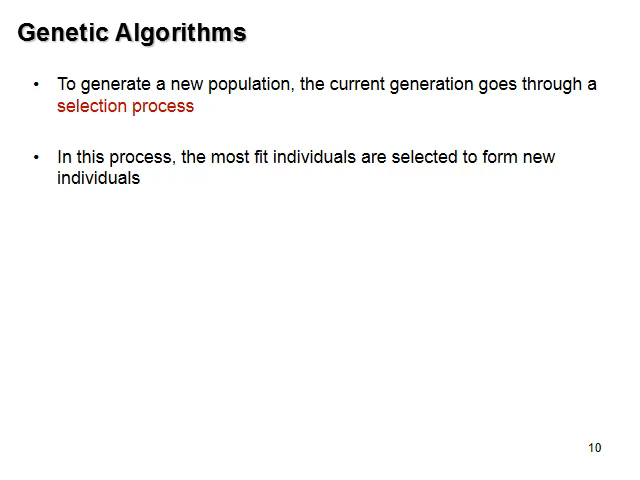 Genetic Algorithms
• To generate a new population, the current generation goes through a
selection process
• In this process, the most fit individuals are selected to form new
individuals
10